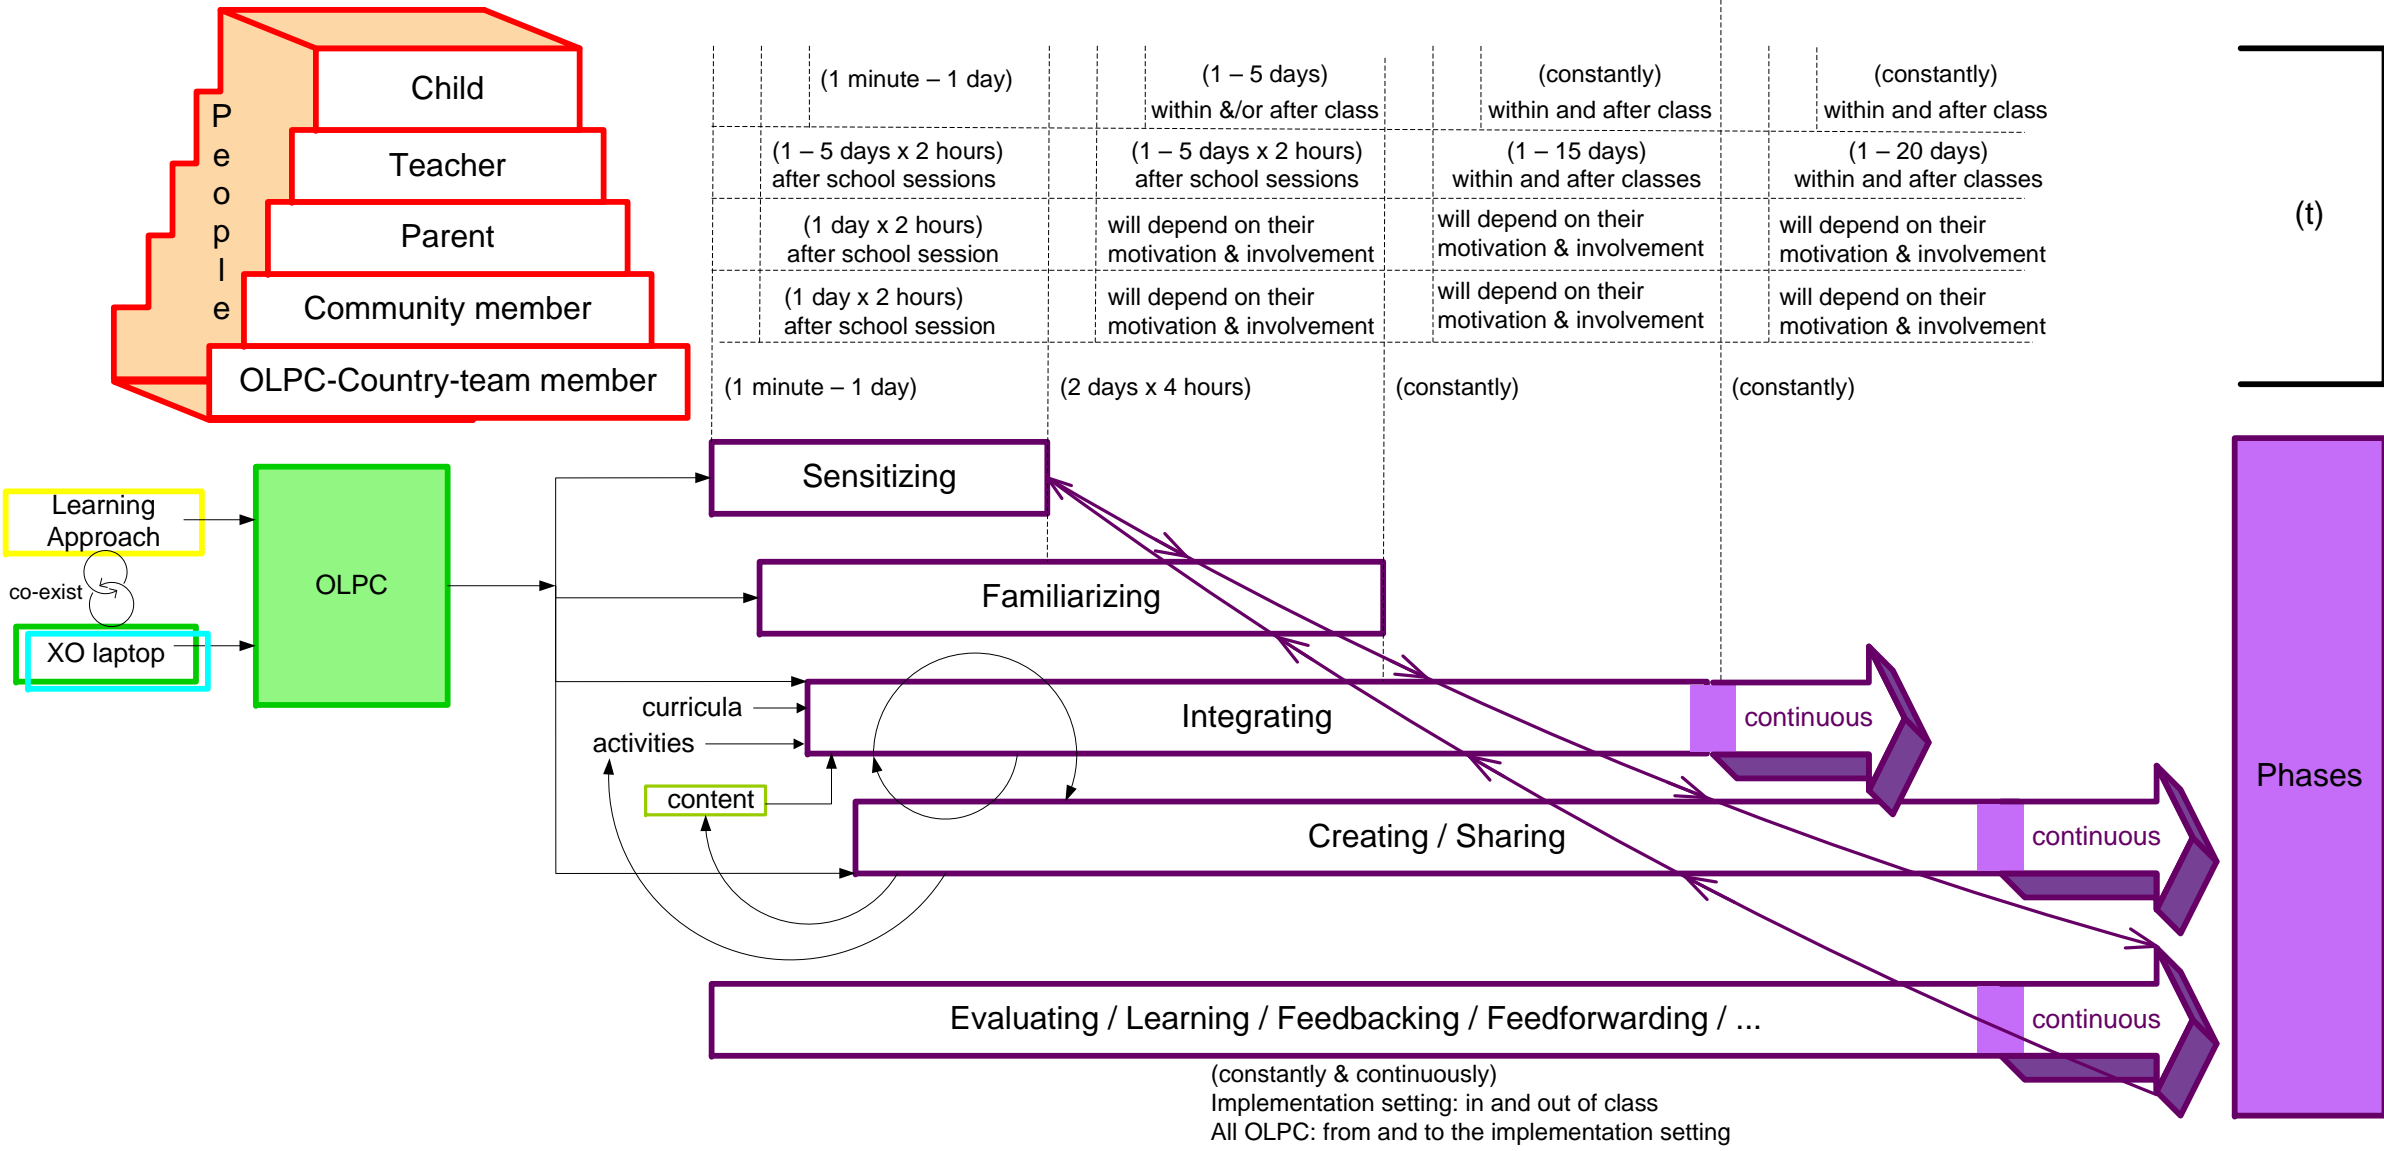 People
Child
Teacher
Parent
Community member
OLPC-Country-team member
(1 minute – 1 day)
(1 – 5 days)
within &/or after class
(constantly)
within and after class
(constantly)
within and after class
(1 – 5 days x 2 hours)
after school sessions
(1 – 5 days x 2 hours)
after school sessions
(1 – 15 days)
within and after classes
(1 – 20 days)
within and after classes
(1 day x 2 hours)
after school session
will depend on their
motivation & involvement
will depend on their
motivation & involvement
will depend on their
motivation & involvement
(1 day x 2 hours)
after school session
will depend on their
motivation & involvement
will depend on their
motivation & involvement
will depend on their
motivation & involvement
(1 minute – 1 day)
(2 days x 4 hours)
(constantly)
(constantly)
(t)
Learning
Approach
co-exist
XO laptop
OLPC
Sensitizing
Familiarizing
curricula
activities
content
Integrating
continuous
Creating / Sharing
continuous
Evaluating / Learning / Feedbacking / Feedforwarding / ...
continuous
(constantly & continuously)
Implementation setting: in and out of class
All OLPC: from and to the implementation setting
Phases